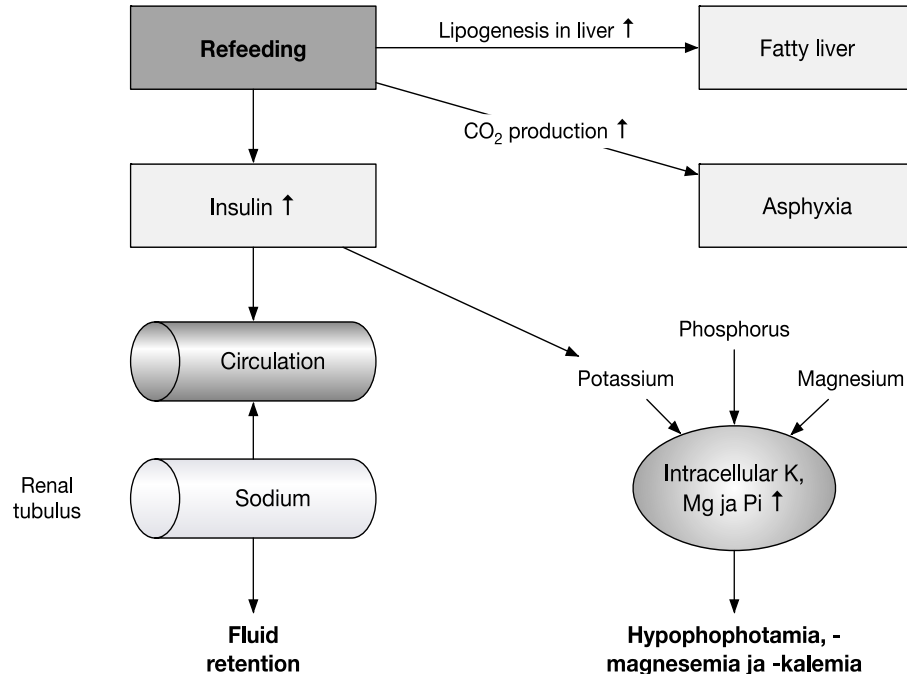 Refeeding
Lipogenesis in liver ↑
Fatty liver
CO₂ production ↑
Insulin ↑
Asphyxia
Circulation
Phosphorus
Potassium
Magnesium
Renal
tubulus
Sodium
Intracellular K,
Mg ja Pi ↑
Fluid
retention
Hypophophotamia, -
magnesemia ja -kalemia